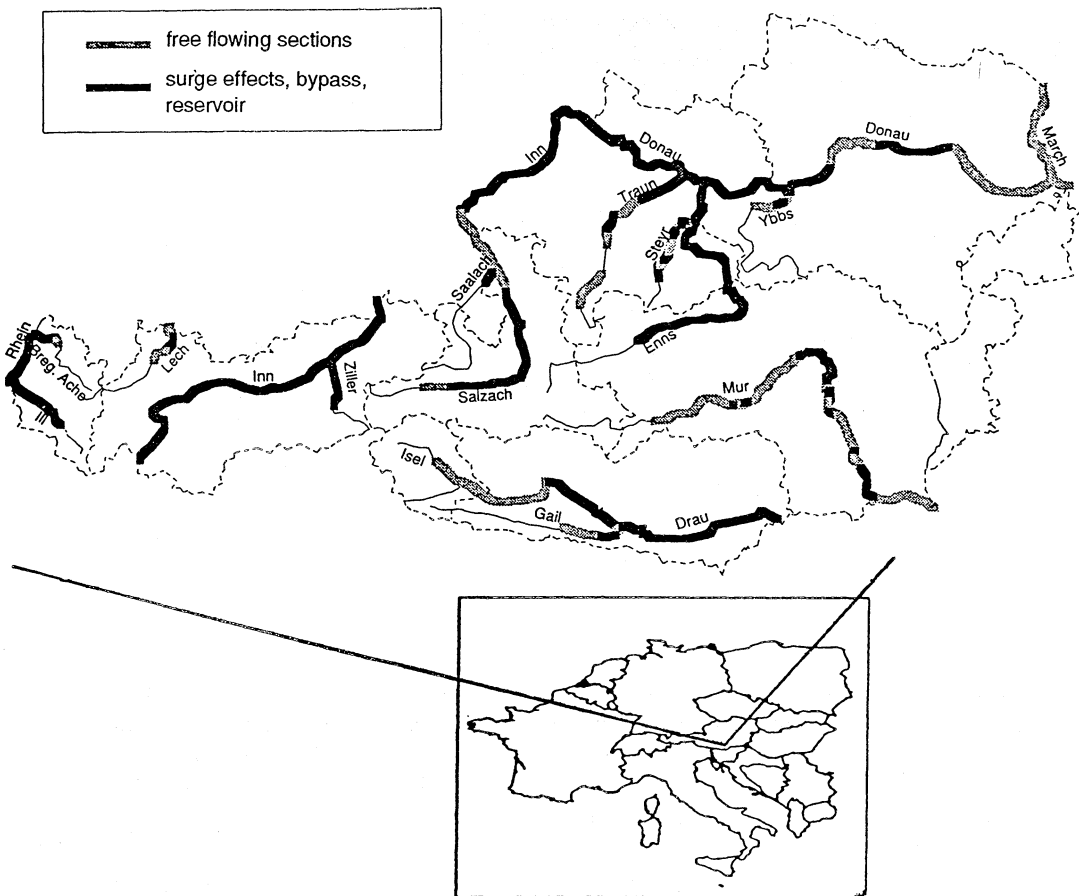 free flowing sections
surge effects, bypass,
reservoir
Donau
Donau
March
Inn
Traun
Ybbs
Steyr
Saalach
Rhein
Breg. Ache
Lech
Enns
Inn
Ziller
Salzach
Mur
Ill
Isel
Gail
Drau